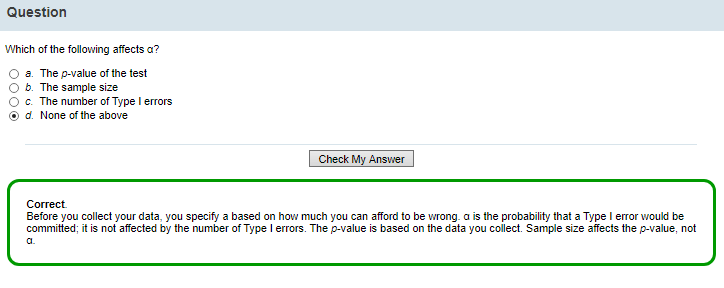 Question
Which of the following affects α?
a. The p-value of the test
b. The sample size
c. The number of Type I errors
d. None of the above
Check My Answer
Correct.
Before you collect your data, you specify α based on how much you can afford to be wrong. α is the probability that a Type I error would be
committed; it is not affected by the number of Type I errors. The p-value is based on the data you collect. Sample size affects the p-value, not
α.